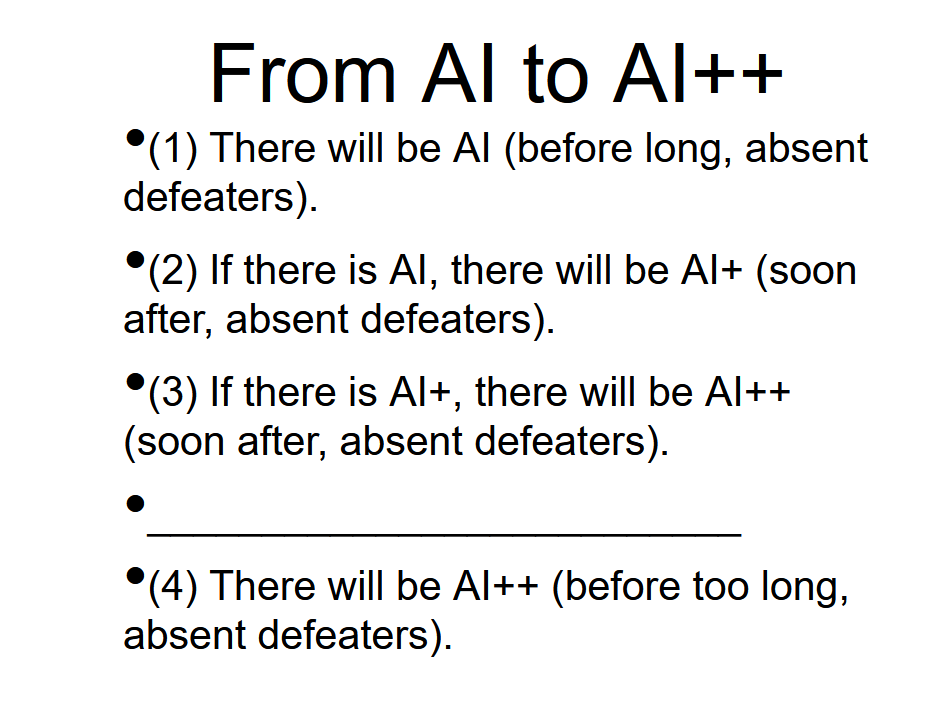 From AI to AI++
•(1) There will be AI (before long, absent
defeaters).
•(2) If there is AI, there will be AI+ (soon
after, absent defeaters).
•(3) If there is AI+, there will be AI++
(soon after, absent defeaters).
•__________________________
•(4) There will be AI++ (before too long,
absent defeaters).